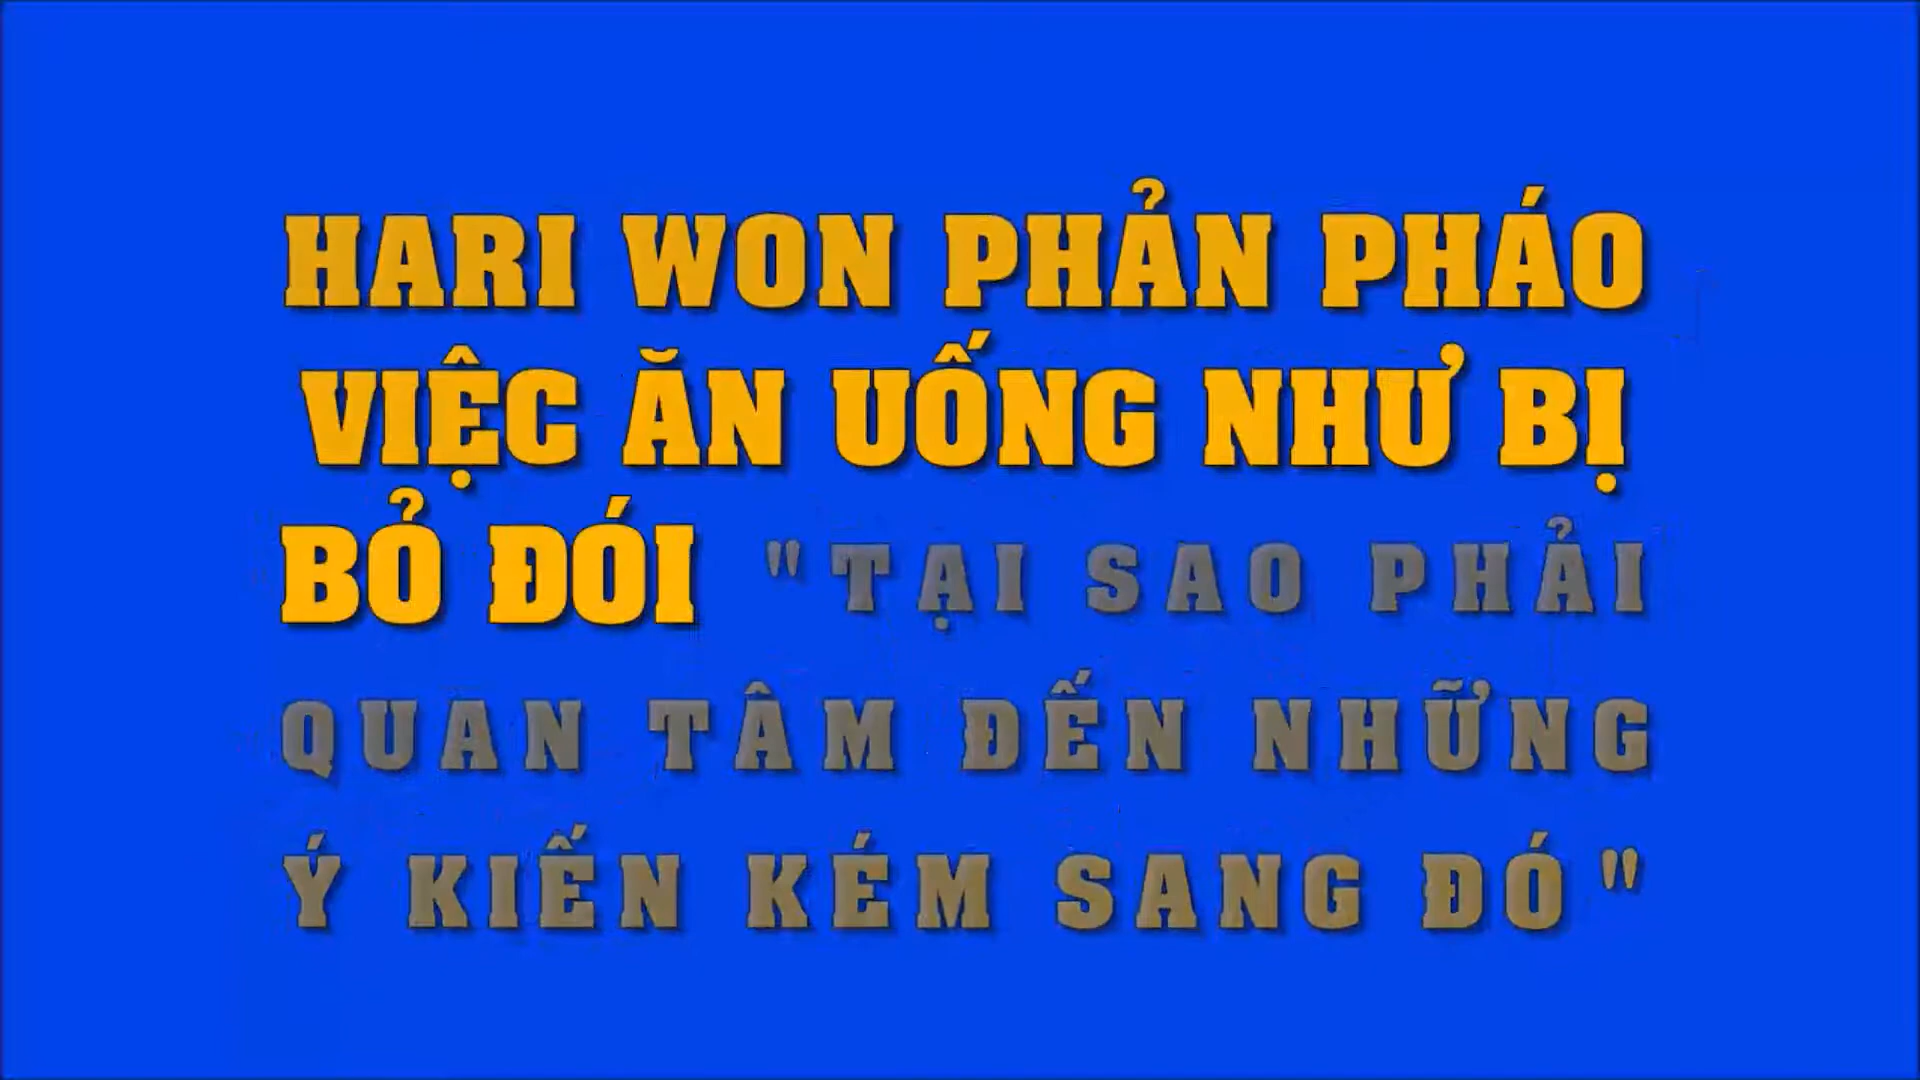 HARI WON PHẢN PHÁO
VIỆC ĂN UỐNG NHƯ BỊ
BỎ ĐÓI "TẠI SAO PHẢI
QUAN TÂM ĐẾN NHỮNG
Ý KIẾN KÉM SANG ĐÓ"